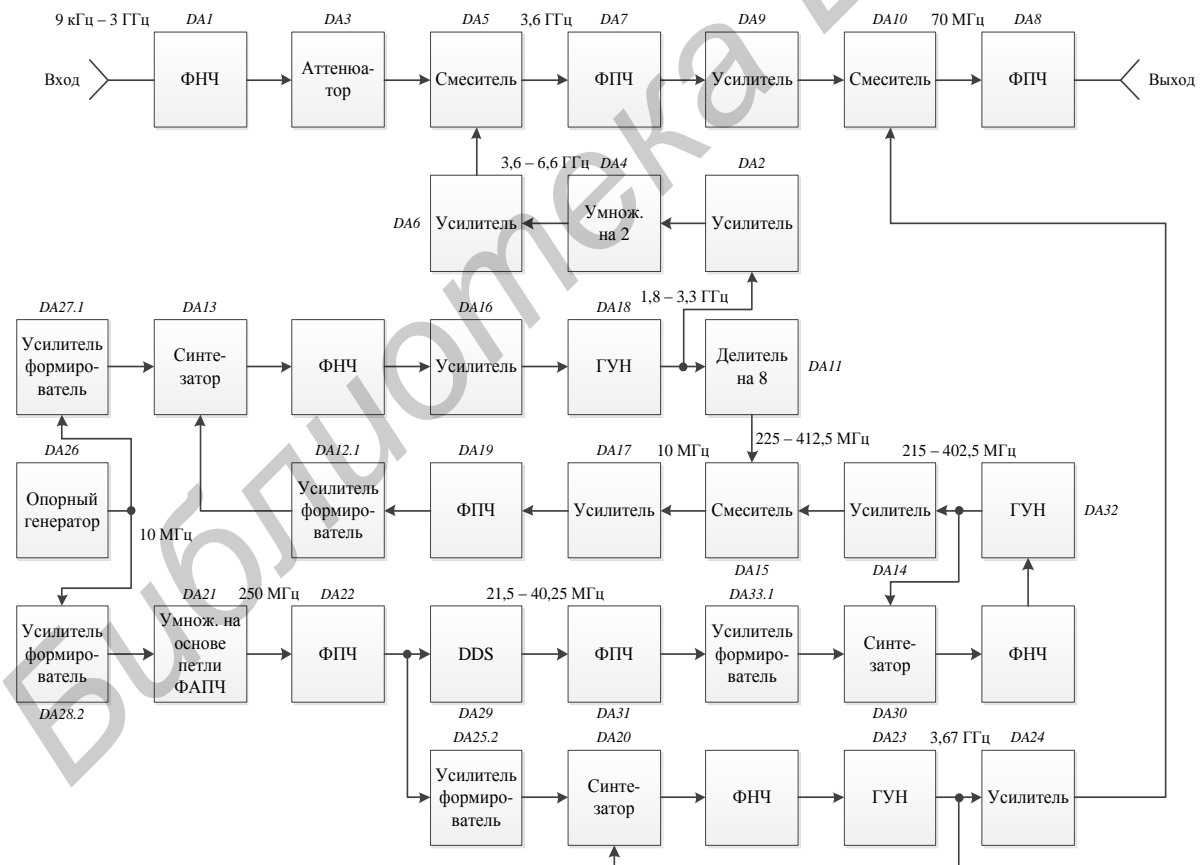 9 кГц – 3 ГГц
DA1
DA3
DA5
3,6 ГГц
DA7
DA9
DA10
70 МГц
DA8
Вход
ФНЧ
Аттенюа-
тор
Смеситель
ФПЧ
Усилитель
Смеситель
ФПЧ
Выход
3,6 – 6,6 ГГц
DA4
DA2
DA6
Усилитель
Умнож.
на 2
Усилитель
1,8 – 3,3 ГГц
DA27.1
DA13
DA16
DA18
Усилитель
формиро-
ватель
Синте-
затор
ФНЧ
Усилитель
ГУН
Делитель
на 8
DA11
225 – 412,5 МГц
DA26
DA12.1
DA19
DA17
10 МГц
215 – 402,5 МГц
Опорный
генератор
Усилитель
формиро-
ватель
ФПЧ
Усилитель
Смеситель
Усилитель
ГУН
DA32
10 МГц
DA15
DA14
DA21
250 МГц
DA22
21,5 – 40,25 МГц
DA33.1
Усилитель
формиро-
ватель
Умнож. на
основе
петли
ФАПЧ
ФПЧ
DDS
ФПЧ
Усилитель
формиро-
ватель
Синте-
затор
ФНЧ
DA28.2
DA29
DA31
DA30
DA25.2
DA20
DA23
3,67 ГГц
DA24
Усилитель
формиро-
ватель
Синте-
затор
ФНЧ
ГУН
Усилитель
Библиотека